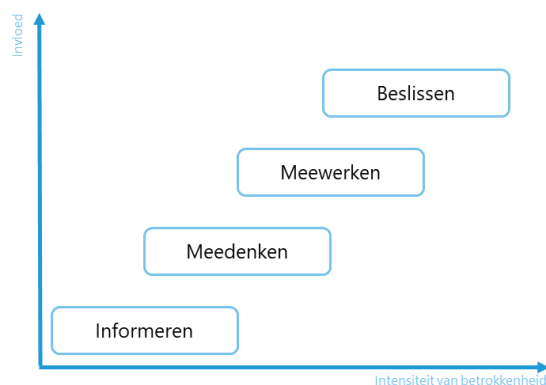 Invloed
Beslissen
Meewerken
Meedenken
Informeren
Intensiteit van betrokkenheid